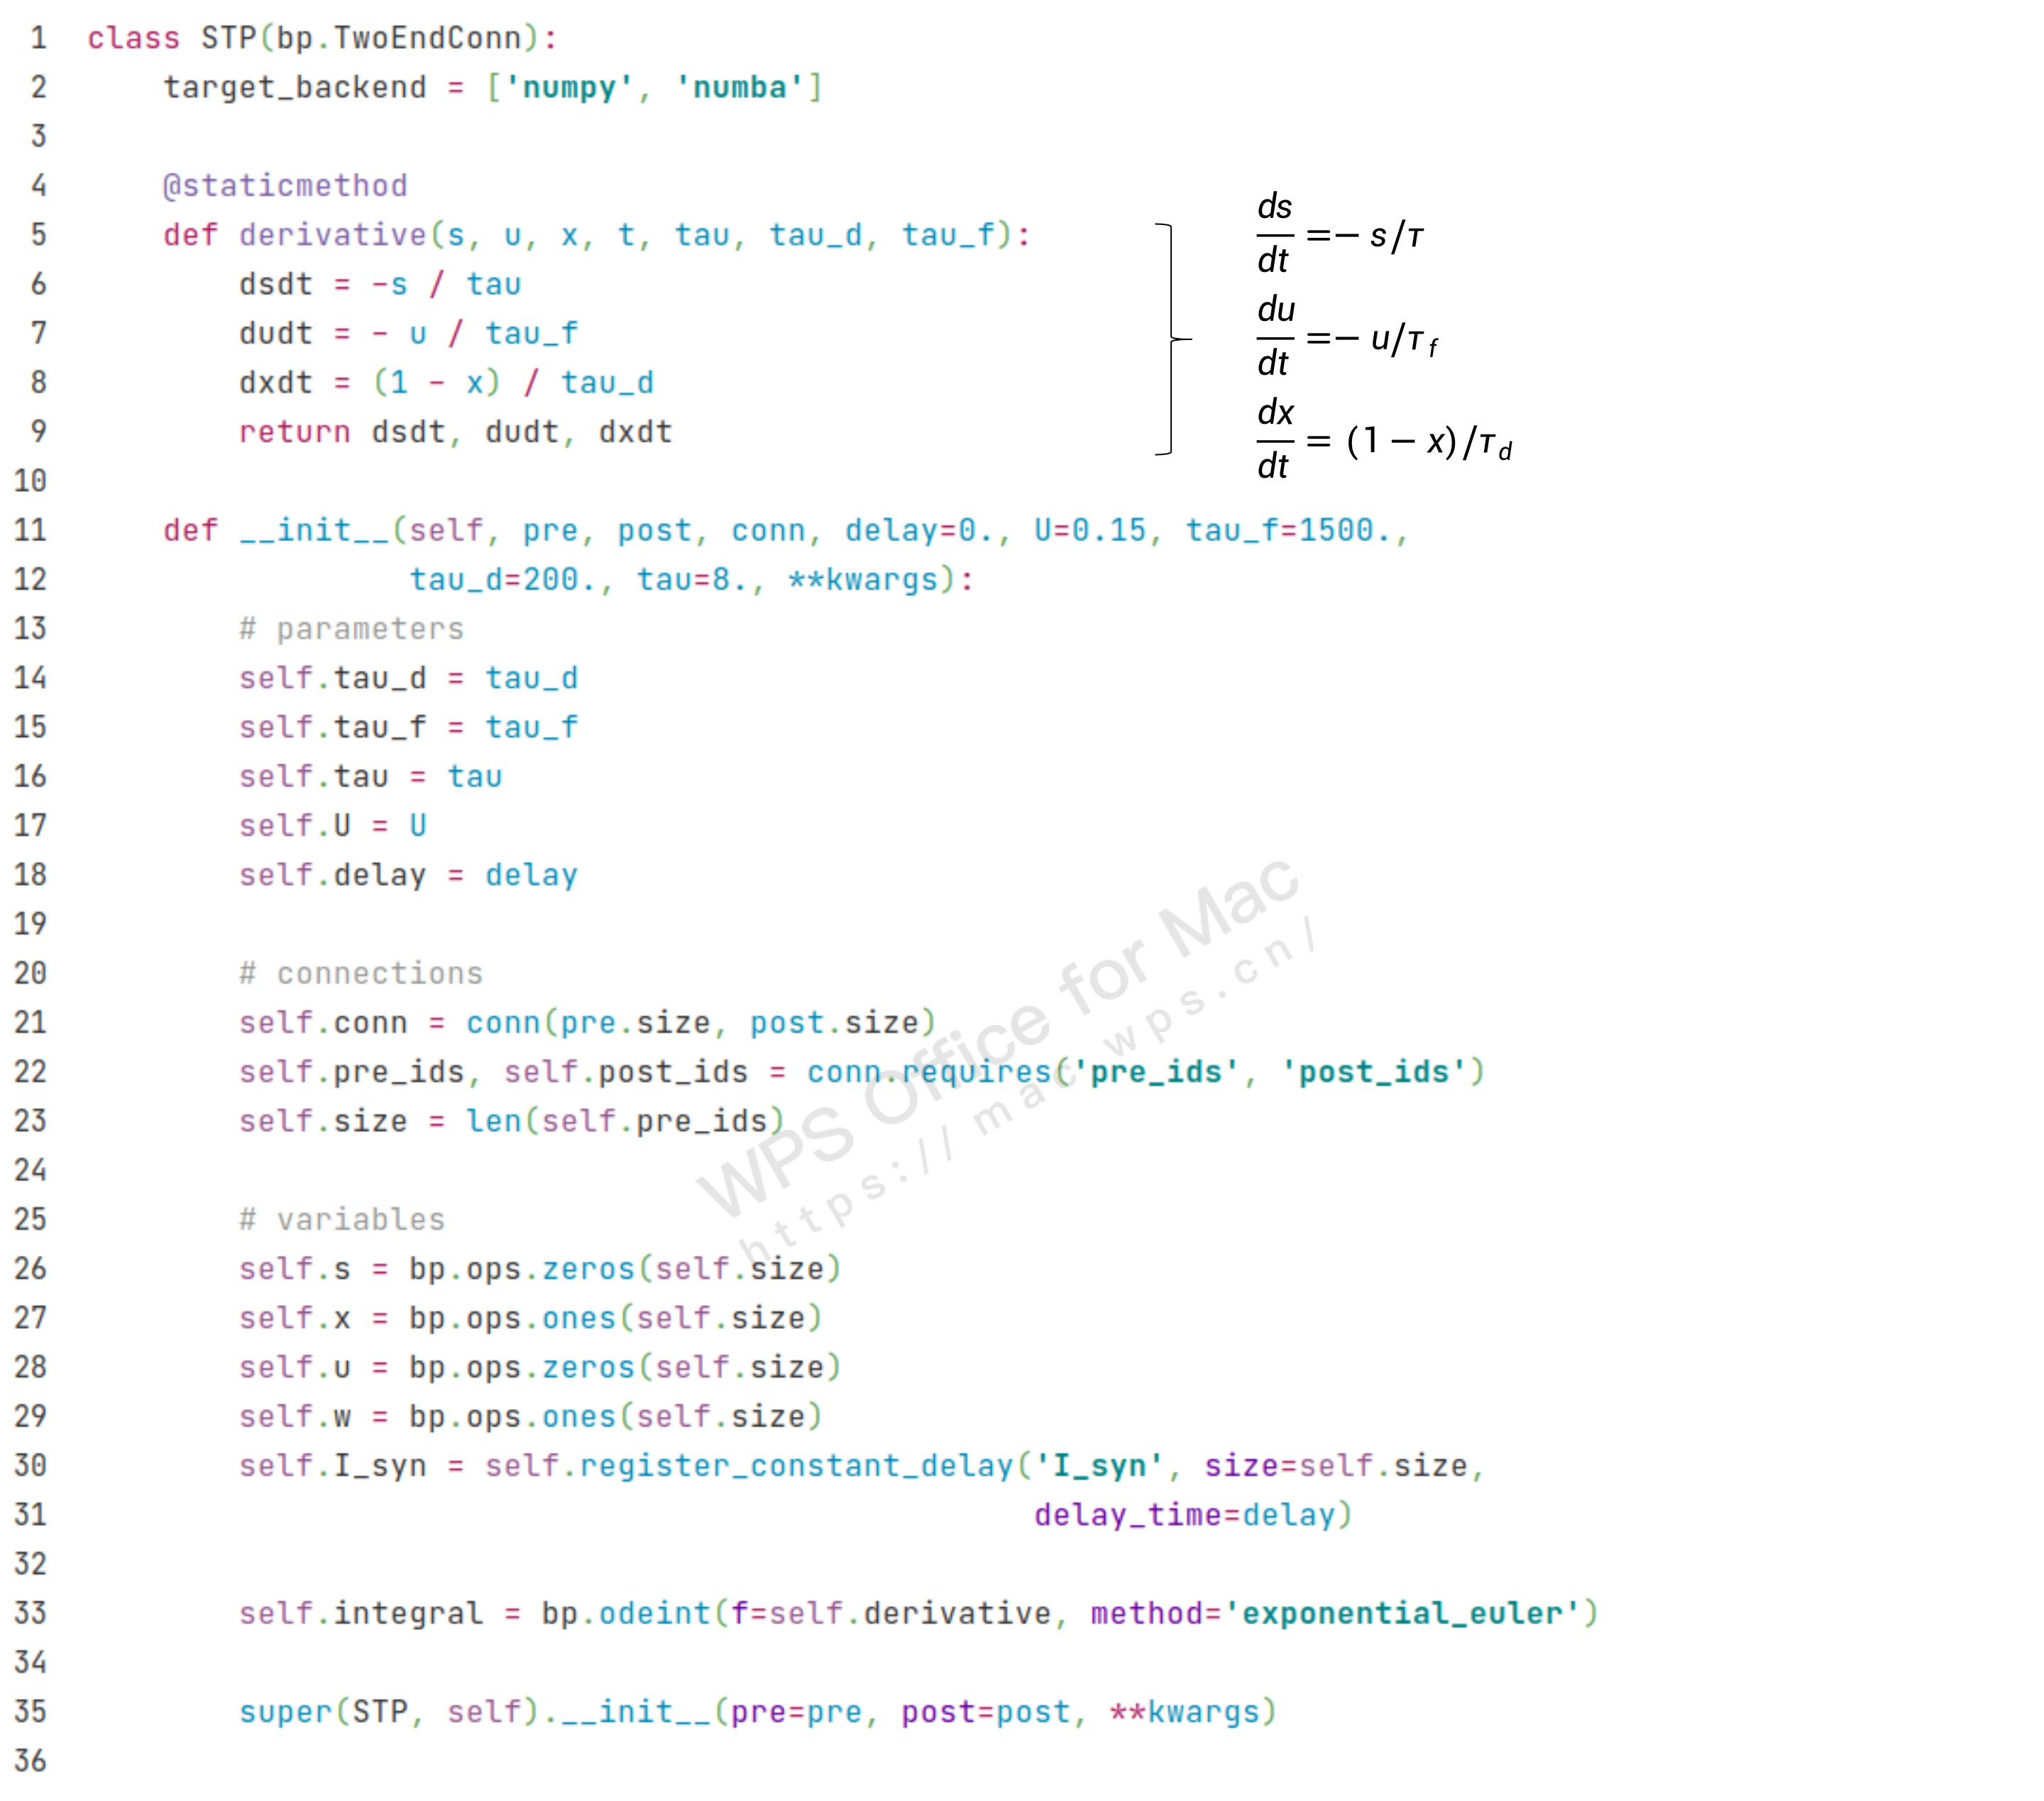 1 class STP(bp.TwoEndConn):
2     target_backend = ['numpy', 'numba']
3
4     @staticmethod
5     def derivative(s, u, x, t, tau, tau_d, tau_f):
6         dsdt = -s / tau
7         dudt = - u / tau_f
8         dxdt = (1 - x) / tau_d
9         return dsdt, dudt, dxdt
ds/dt =− s/τ
du/dt =− u/τ_f
dx/dt = (1 − x)/τ_d
10
11     def __init__(self, pre, post, conn, delay=0., U=0.15, tau_f=1500.,
12                  tau_d=200., tau=8., **kwargs):
13         # parameters
14         self.tau_d = tau_d
15         self.tau_f = tau_f
16         self.tau = tau
17         self.U = U
18         self.delay = delay
19
20         # connections
21         self.conn = conn(pre.size, post.size)
22         self.pre_ids, self.post_ids = conn.requires('pre_ids', 'post_ids')
23         self.size = len(self.pre_ids)
24
25         # variables
26         self.s = bp.ops.zeros(self.size)
27         self.x = bp.ops.ones(self.size)
28         self.u = bp.ops.zeros(self.size)
29         self.w = bp.ops.ones(self.size)
30         self.I_syn = self.register_constant_delay('I_syn', size=self.size,
31                                                   delay_time=delay)
32
33         self.integral = bp.odeint(f=self.derivative, method='exponential_euler')
34
35         super(STP, self).__init__(pre=pre, post=post, **kwargs)
36
WPS Office for Mac
https://mac.wps.cn/